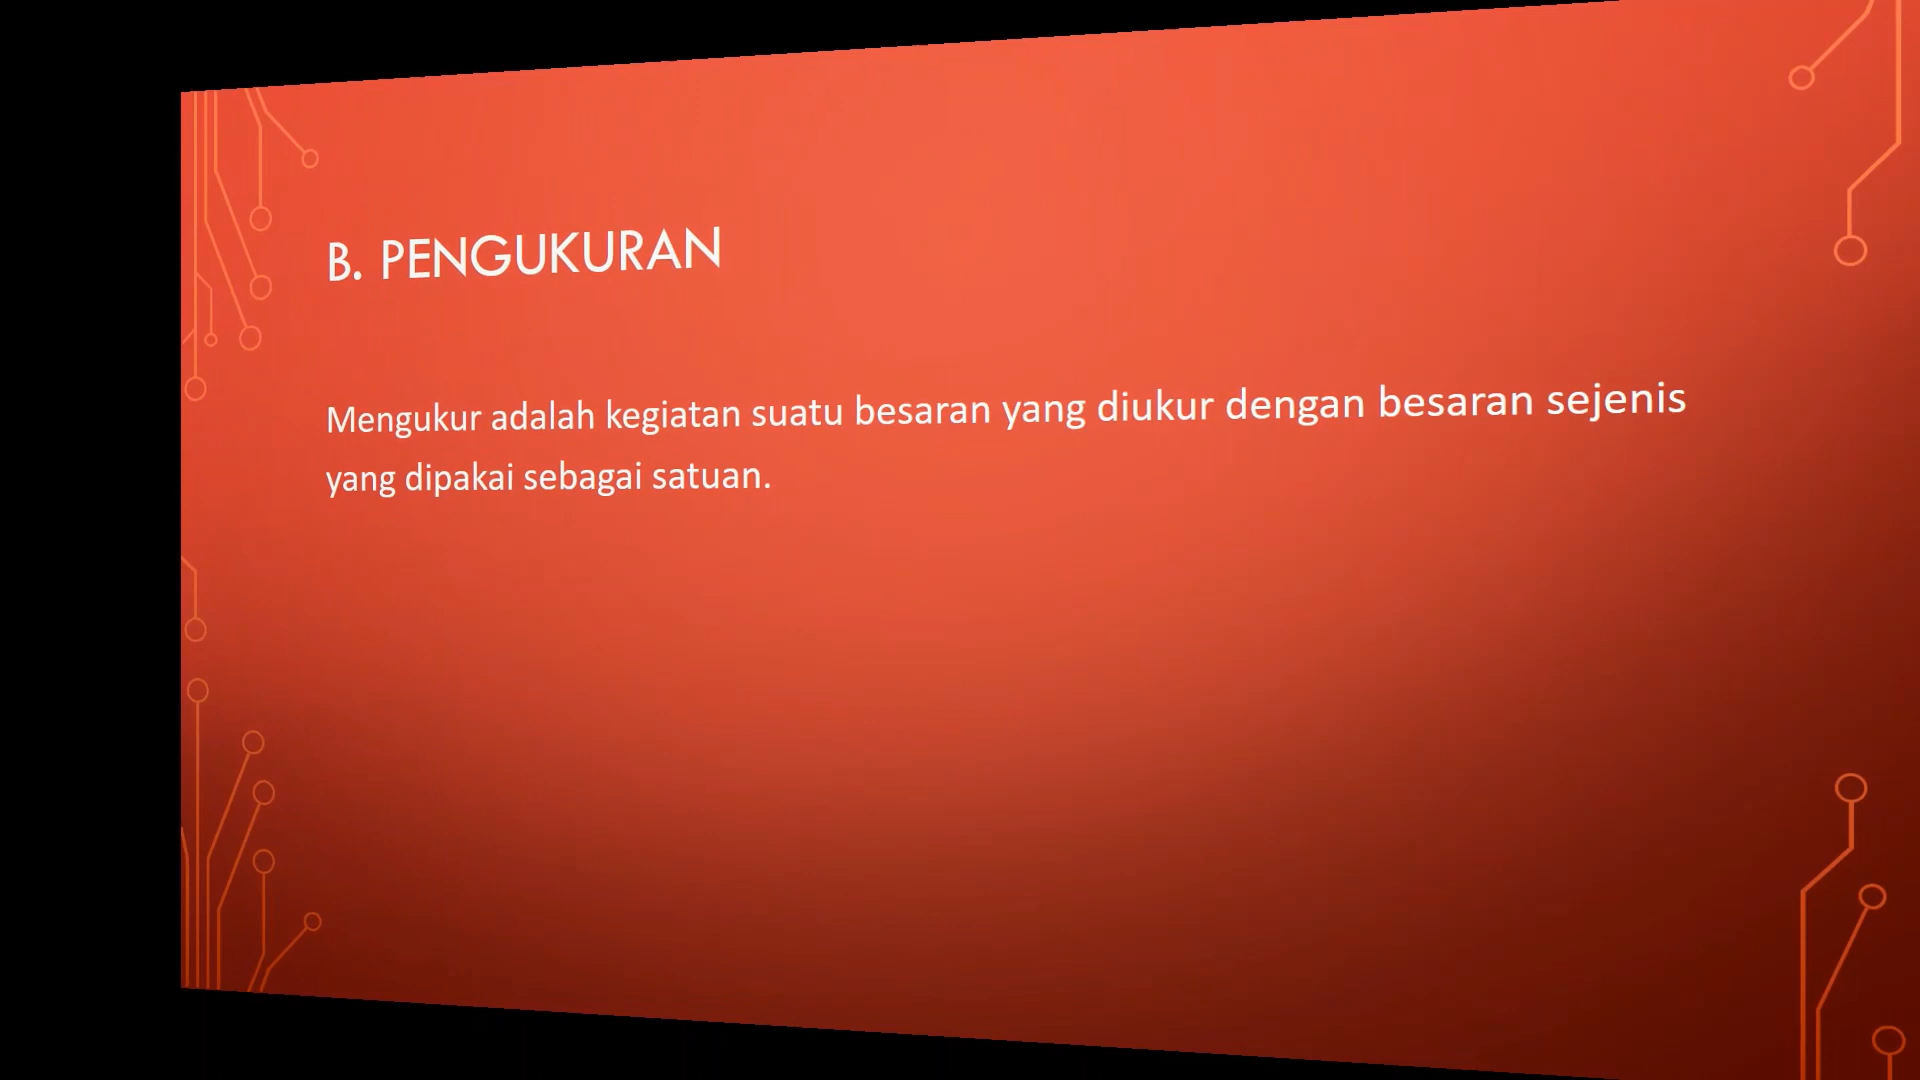 B. PENGUKURAN
Mengukur adalah kegiatan suatu besaran yang diukur dengan besaran sejenis
yang dipakai sebagai satuan.